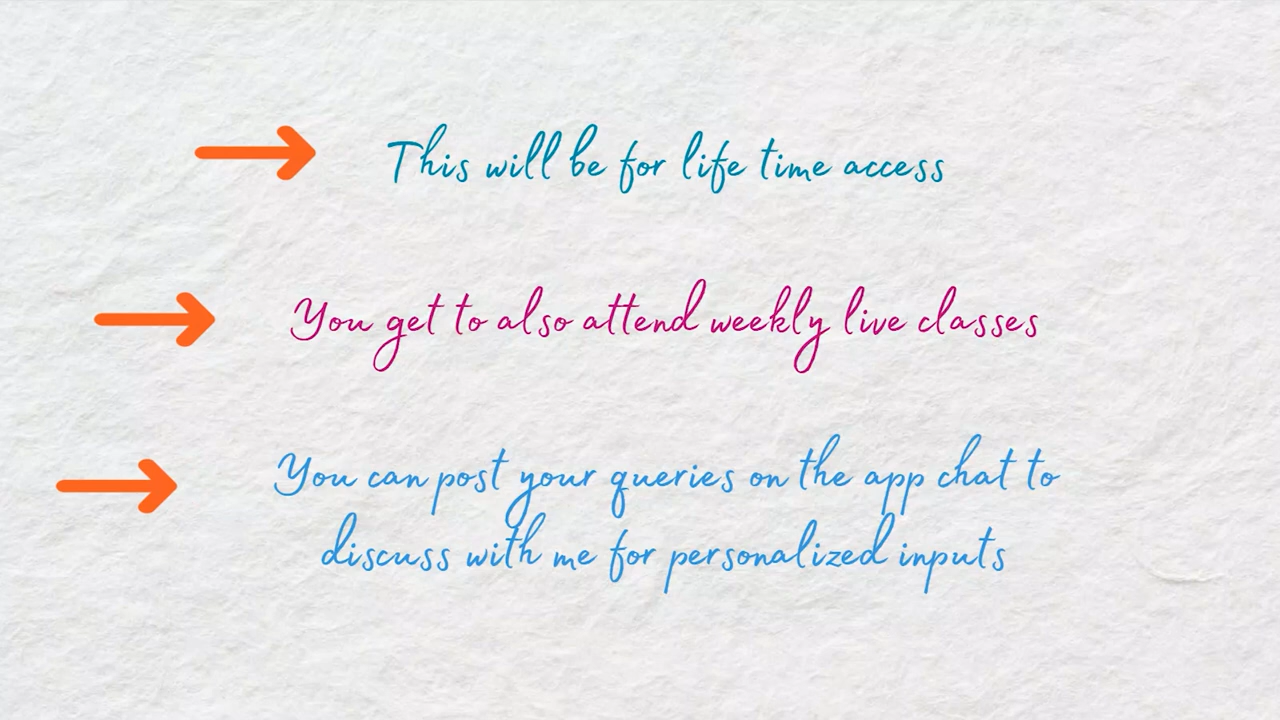 This will be for life time access
You get to also attend weekly live classes
You can post your queries on the app chat to
discuss with me for personalized inputs